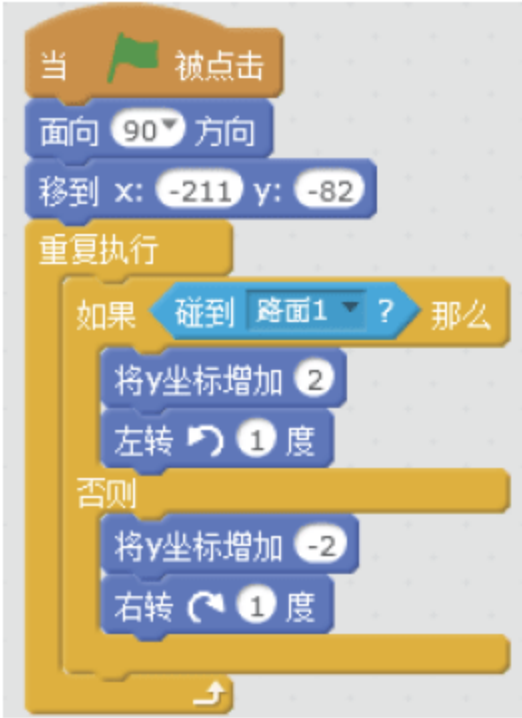 当 被点击
面向 90 方向
移到 x: -211 y: -82
重复执行
如果 碰到 路面1 ? 那么
将y坐标增加 2
左转 1 度
否则
将y坐标增加 -2
右转 1 度